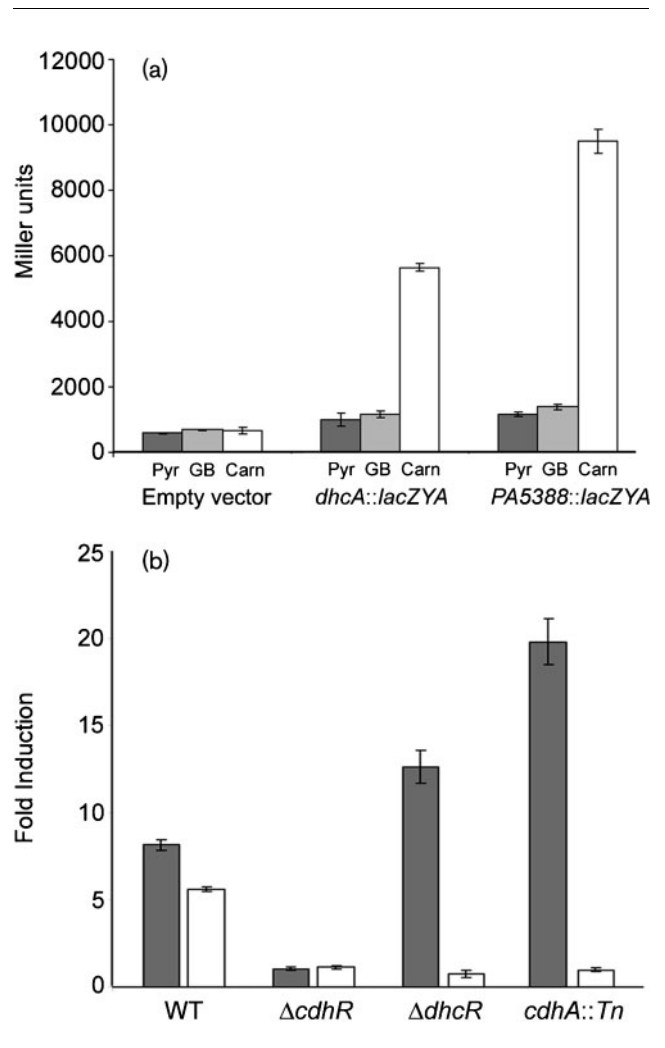 (a)
12000
10000
8000
6000
4000
2000
0
Miller units
Pyr GB Carn Pyr GB Carn Pyr GB Carn
Empty vector dhcA::lacZYA PA5388::lacZYA
(b)
25
20
15
10
5
0
Fold Induction
WT ΔcdhR ΔdhcR cdhA::Tn